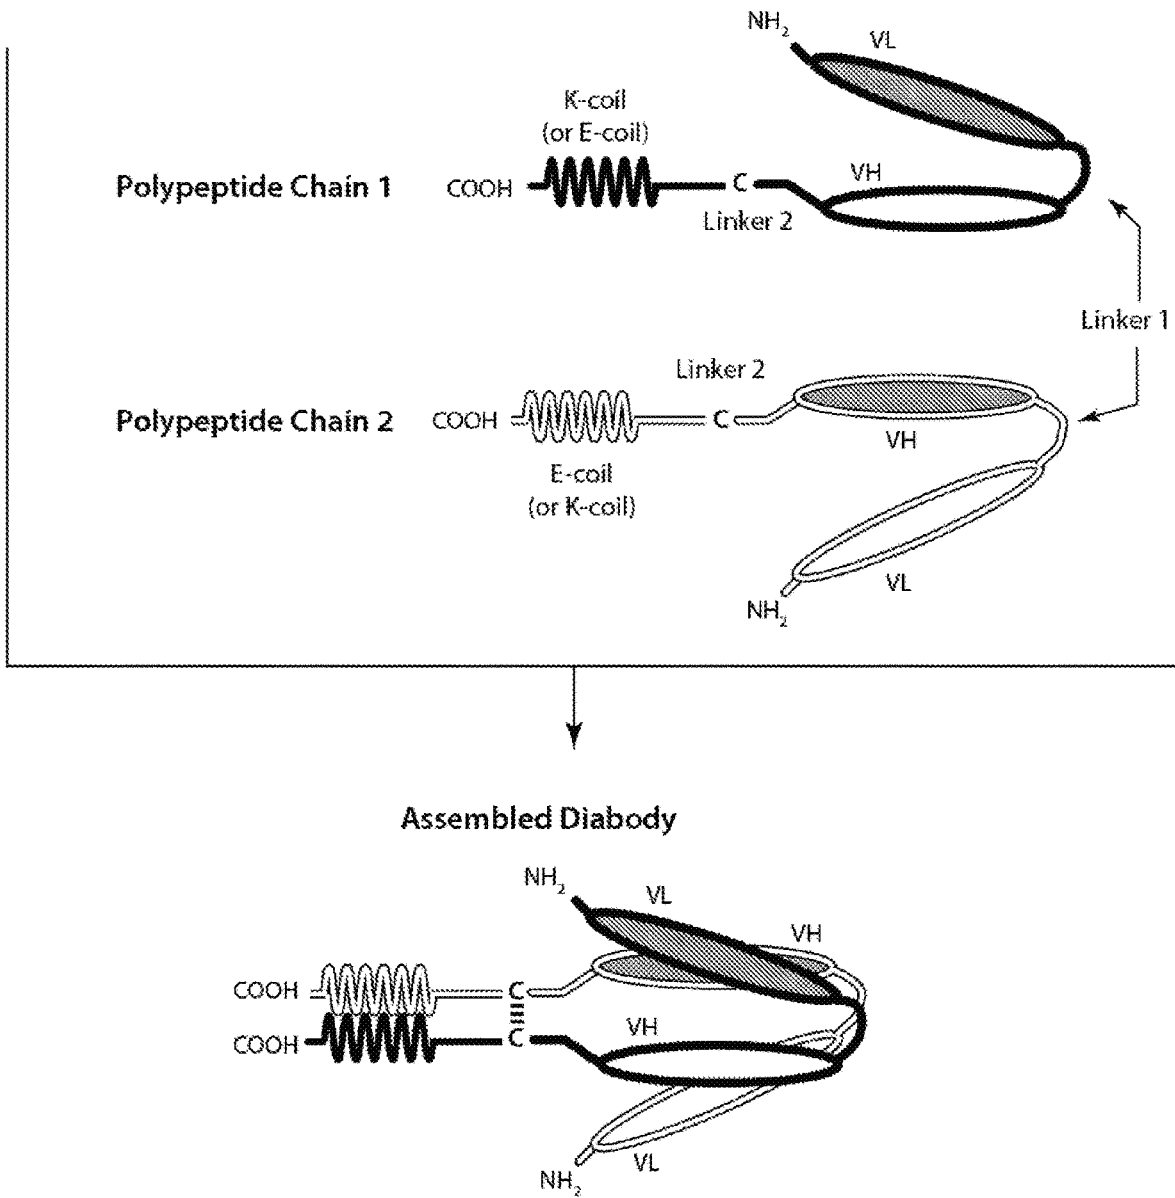 NH₂
VL
K-coil
(or E-coil)
Polypeptide Chain 1
COOH
C
VH
Linker 2
Linker 1
Linker 2
Polypeptide Chain 2
COOH
C
VH
E-coil
(or K-coil)
VL
NH₂
Assembled Diabody
NH₂
VL
VH
COOH
C
COOH
C
VH
VL
NH₂